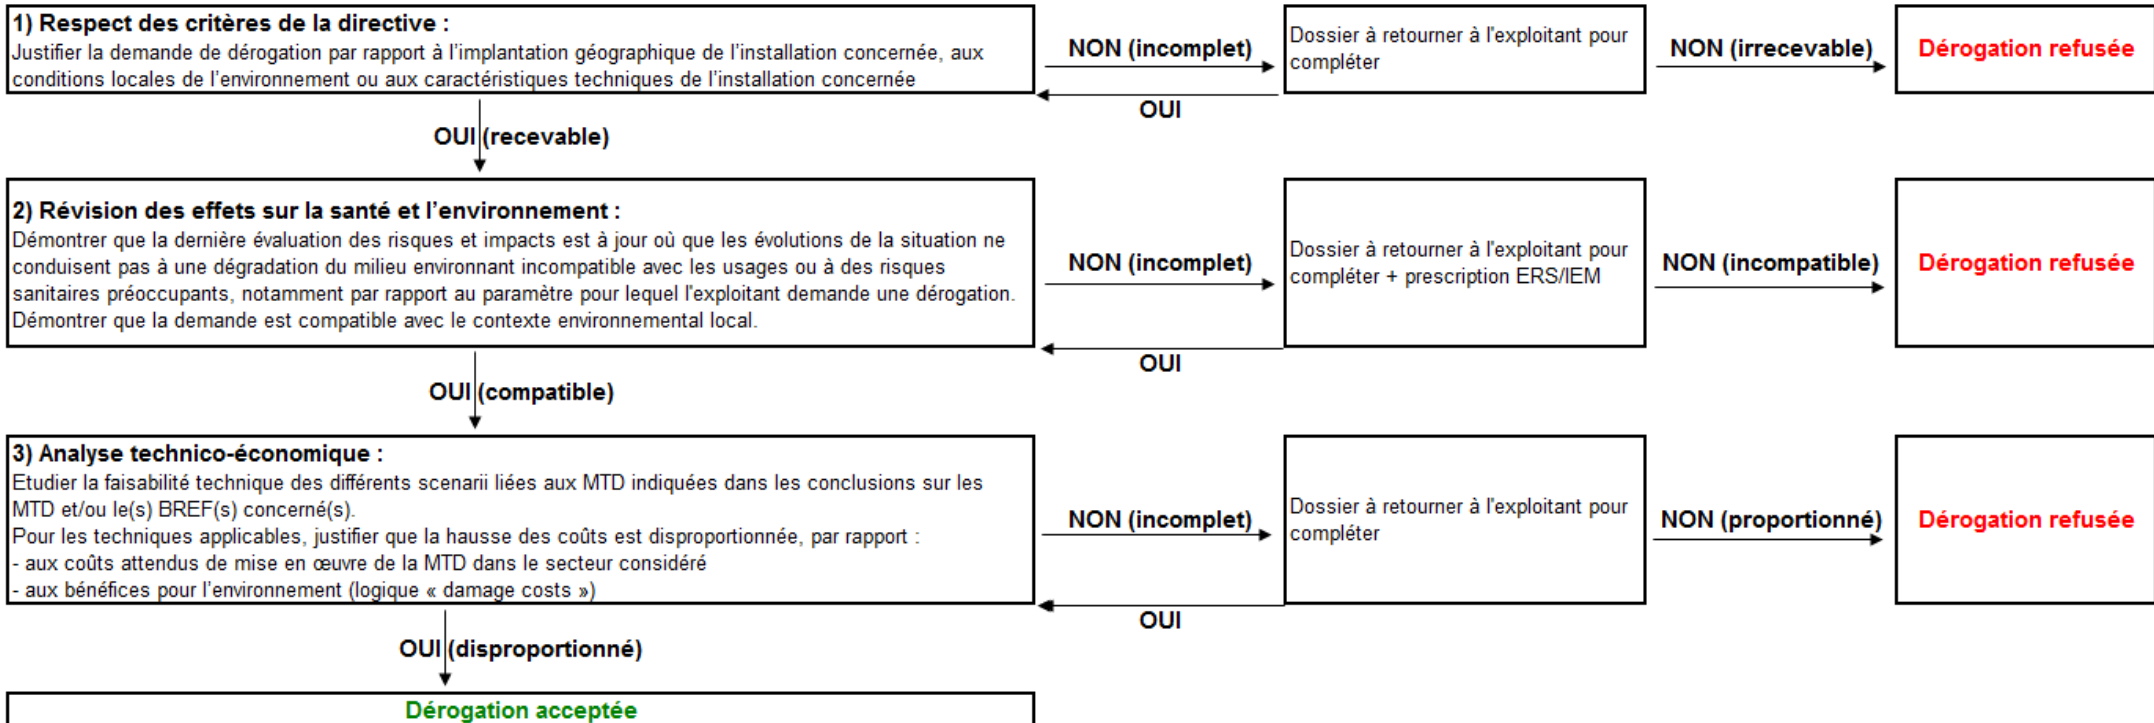 1) Respect des critères de la directive :
Justifier la demande de dérogation par rapport à l'implantation géographique de l'installation concernée, aux
conditions locales de l'environnement ou aux caractéristiques techniques de l'installation concernée
NON (incomplet)
Dossier à retourner à l'exploitant pour
compléter
NON (irrecevable)
Dérogation refusée
OUI
OUI (recevable)
2) Révision des effets sur la santé et l'environnement :
Démontrer que la dernière évaluation des risques et impacts est à jour où que les évolutions de la situation ne
conduisent pas à une dégradation du milieu environnant incompatible avec les usages ou à des risques
sanitaires préoccupants, notamment par rapport au paramètre pour lequel l'exploitant demande une dérogation.
Démontrer que la demande est compatible avec le contexte environnemental local.
NON (incomplet)
Dossier à retourner à l'exploitant pour
compléter + prescription ERS/IEM
NON (incompatible)
Dérogation refusée
OUI
OUI (compatible)
3) Analyse technico-économique :
Etudier la faisabilité technique des différents scenarii liées aux MTD indiquées dans les conclusions sur les
MTD et/ou le(s) BREF(s) concerné(s).
Pour les techniques applicables, justifier que la hausse des coûts est disproportionnée, par rapport :
- aux coûts attendus de mise en œuvre de la MTD dans le secteur considéré
- aux bénéfices pour l'environnement (logique « damage costs »)
NON (incomplet)
Dossier à retourner à l'exploitant pour
compléter
NON (proportionné)
Dérogation refusée
OUI
OUI (disproportionné)
Dérogation acceptée